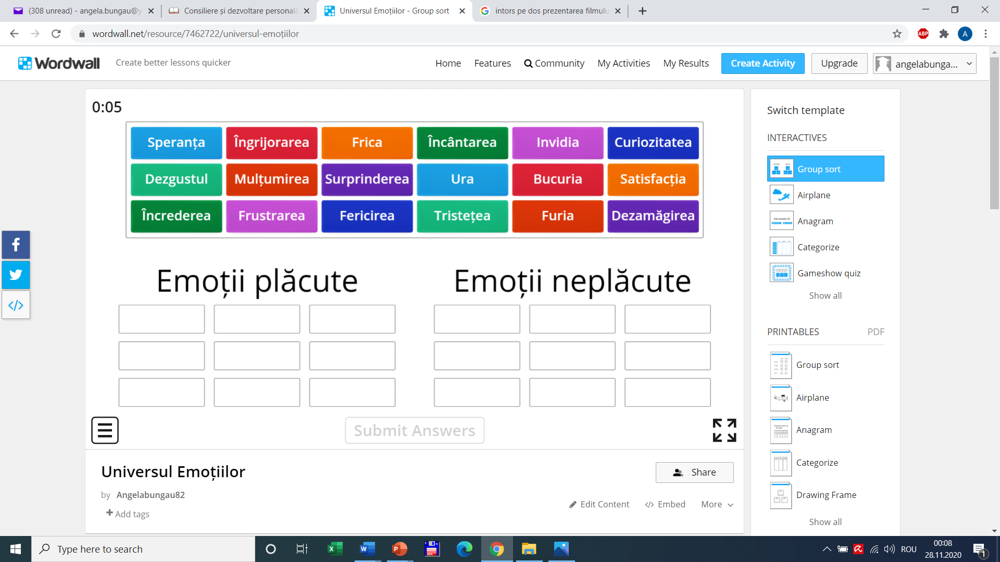 (308 unread) - angela.bungau@y
Consiliere și dezvoltare personală
Universul Emoțiilor - Group sort
intors pe dos prezentarea filmulu
wordwall.net/resource/7462722/universul-emoțiilor
ABP
A
Wordwall
Create better lessons quicker
Home
Features
Community
My Activities
My Results
Create Activity
Upgrade
angelabunga...
0:05
Speranța
Îngrijorarea
Frica
Încântarea
Invidia
Curiozitatea
Dezgustul
Mulțumirea
Surprinderea
Ura
Bucuria
Satisfacția
Încrederea
Frustrarea
Fericirea
Tristețea
Furia
Dezamăgirea
Emoții plăcute
Emoții neplăcute
Submit Answers
Universul Emoțiilor
by Angelabungau82
Add tags
Share
Edit Content
Embed
More
Switch template
INTERACTIVES
Group sort
Airplane
Anagram
Categorize
Gameshow quiz
Show all
PRINTABLES
PDF
Group sort
Airplane
Anagram
Categorize
Drawing Frame
Show all
Type here to search
ROU
00:08
28.11.2020
1